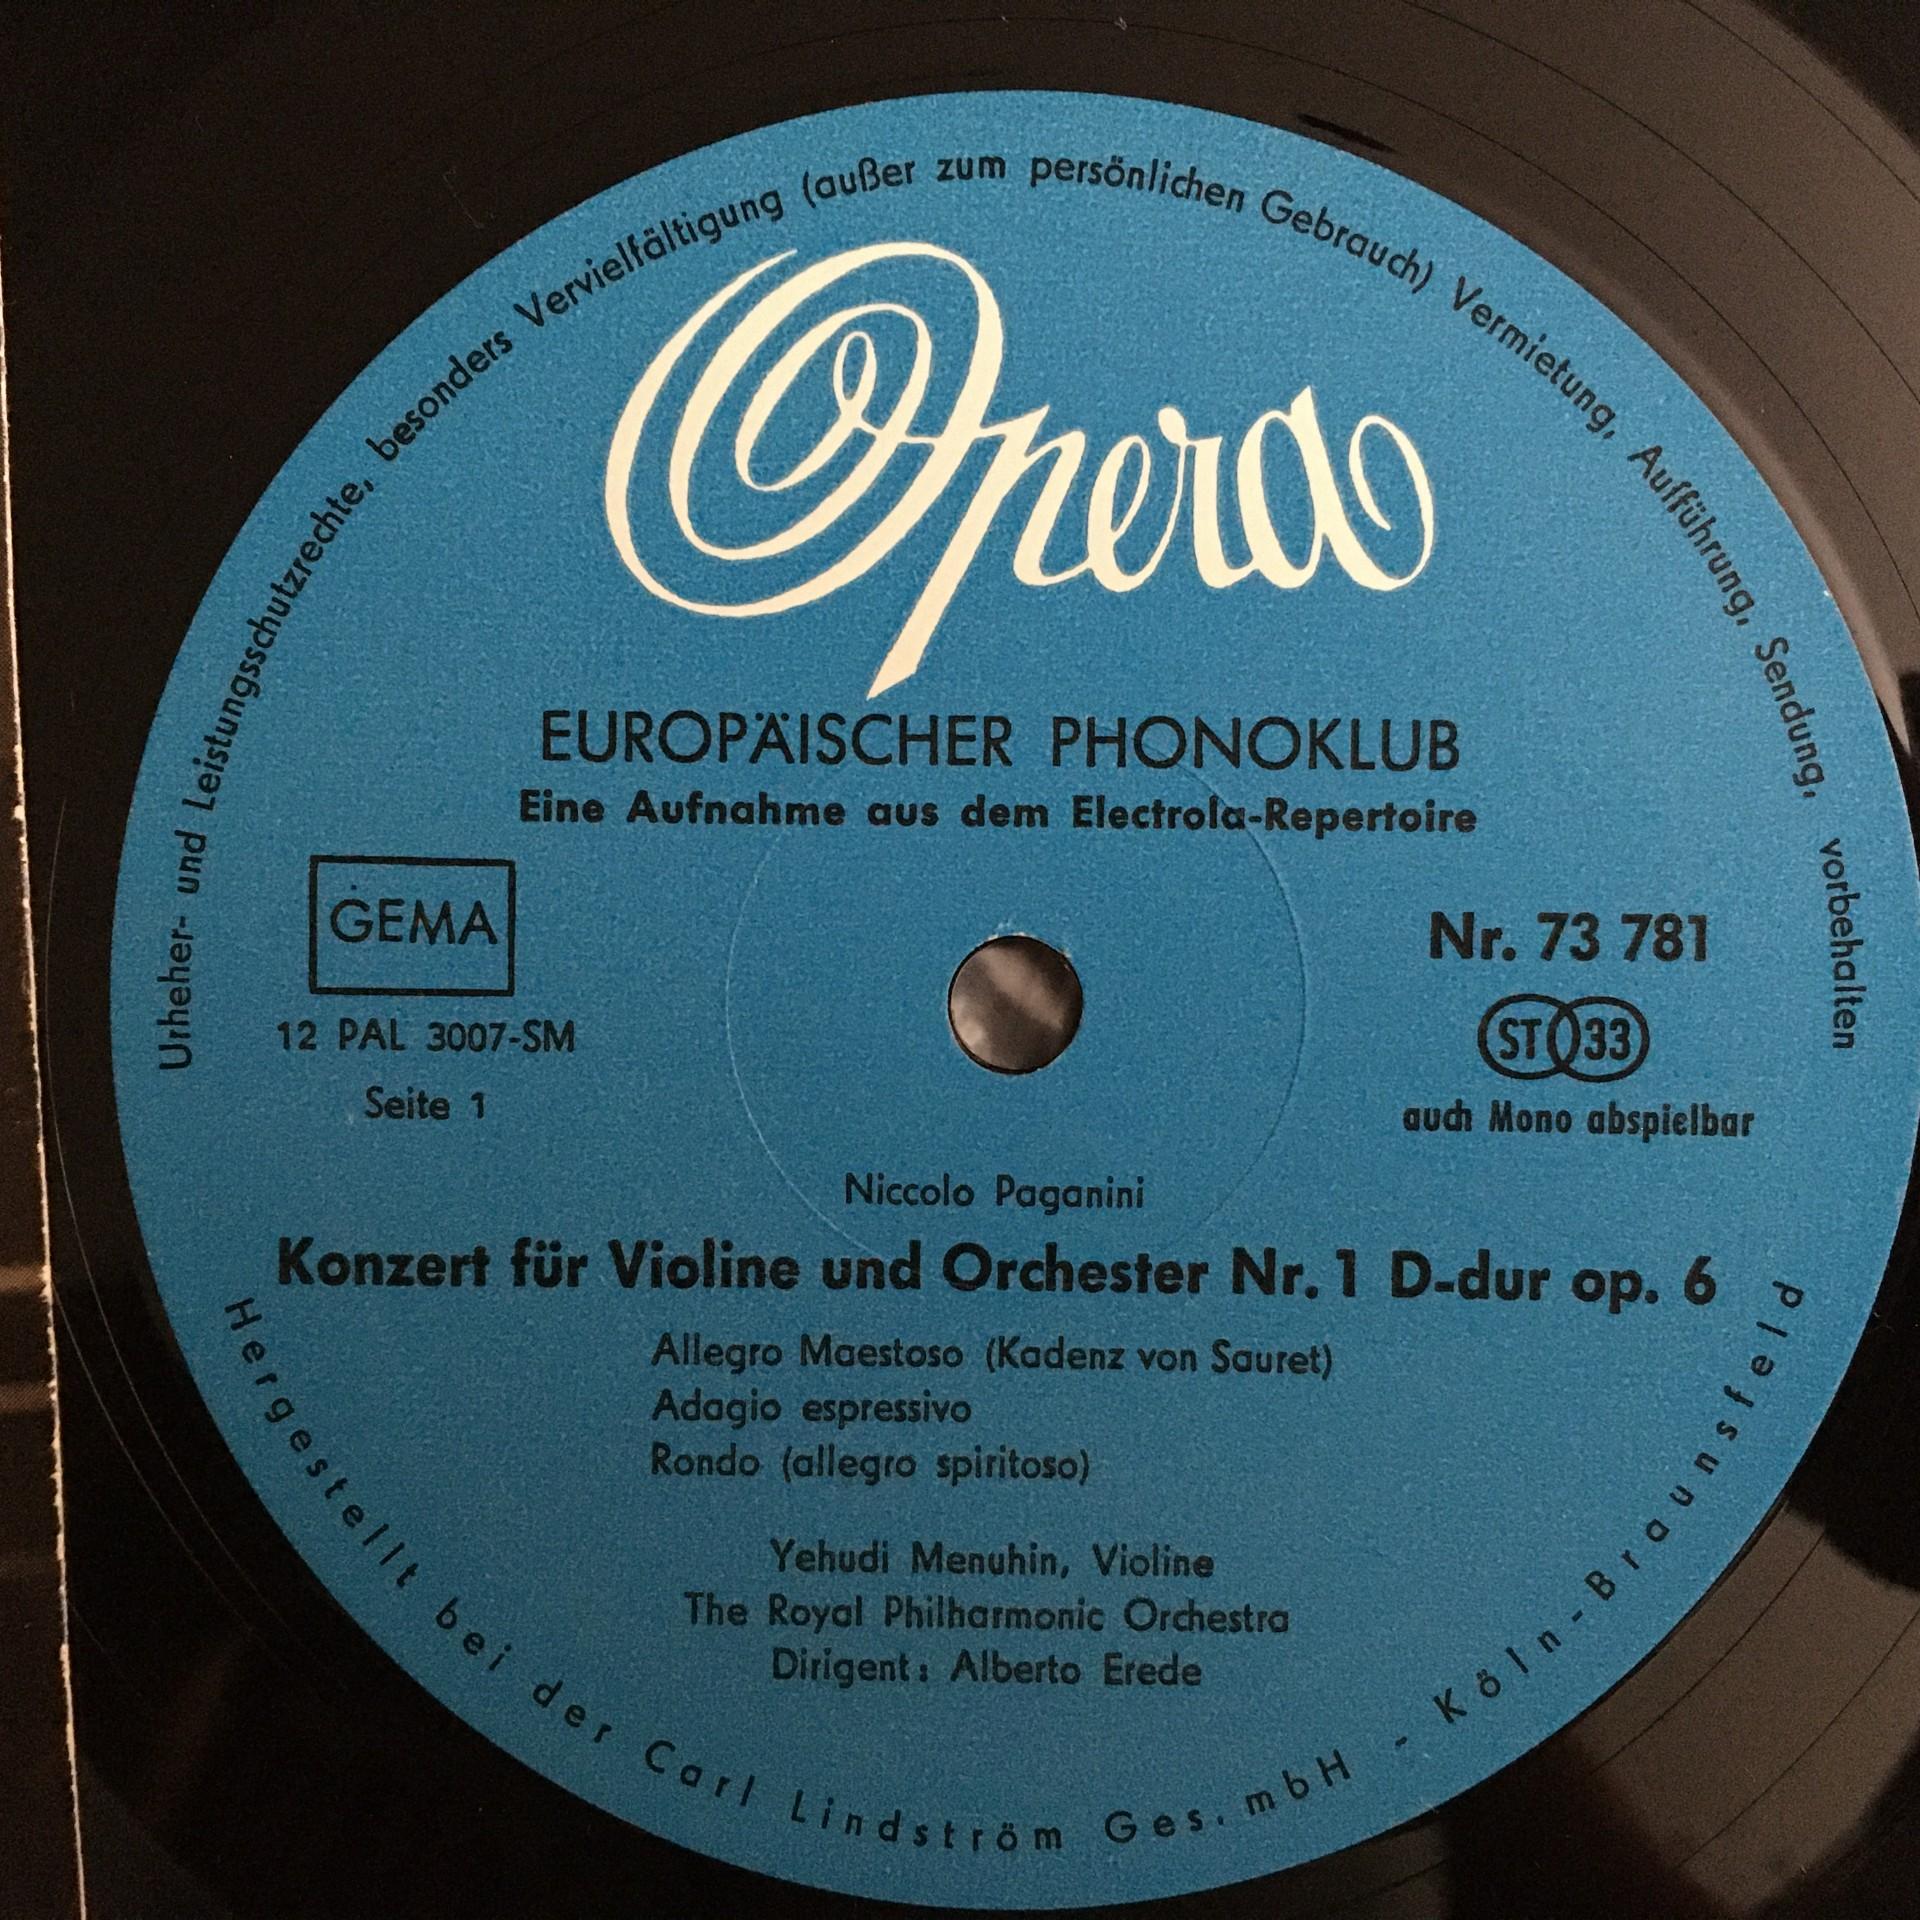 Urheber- und Leistungsschutzrechte, besonders Vervielfältigung (außer zum persönlichen Gebrauch) Vermietung, Aufführung, Sendung, vorbehalten
Opera
EUROPÄISCHER PHONOKLUB
Eine Aufnahme aus dem Electrola-Repertoire
GEMA
12 PAL 3007-SM
Seite 1
Nr. 73 781
ST 33
auch Mono abspielbar
Niccolo Paganini
Konzert für Violine und Orchester Nr. 1 D-dur op. 6
Allegro Maestoso (Kadenz von Sauret)
Adagio espressivo
Rondo (allegro spiritoso)
Yehudi Menuhin, Violine
The Royal Philharmonic Orchestra
Dirigent: Alberto Erede
Hergestellt bei der Carl Lindström Ges. mbH - Köln-Braunsfeld